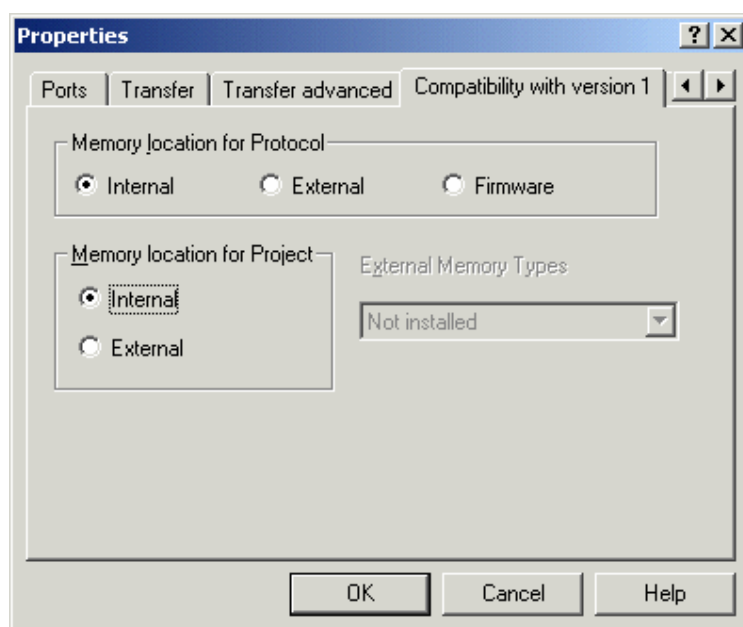 Properties
Ports Transfer Transfer advanced Compatibility with version 1
Memory location for Protocol
Internal External Firmware
Memory location for Project
External Memory Types
Internal
Not installed
External
OK Cancel Help